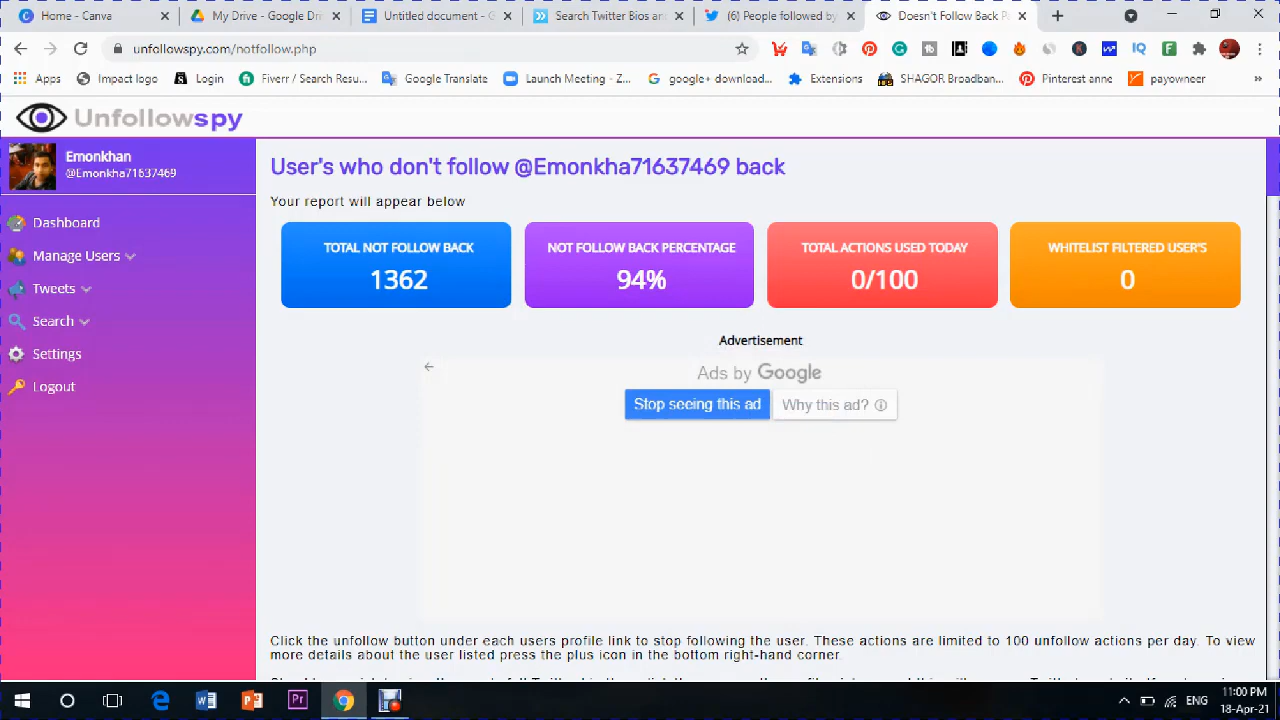 Home - Canva
My Drive - Google Dri
Untitled document - G
Search Twitter Bios an
(6) People followed by
Doesn't Follow Back P
unfollowspy.com/notfollow.php
Apps
Impact logo
Login
Fiverr / Search Resu...
Google Translate
Launch Meeting - Z...
google+ download...
Extensions
SHAGOR Broadban...
Pinterest anne
payowneer
»
Unfollowspy
Emonkhan
@Emonkha71637469
Dashboard
Manage Users
Tweets
Search
Settings
Logout
User's who don't follow @Emonkha71637469 back
Your report will appear below
TOTAL NOT FOLLOW BACK
1362
NOT FOLLOW BACK PERCENTAGE
94%
TOTAL ACTIONS USED TODAY
0/100
WHITELIST FILTERED USER'S
0
Advertisement
Ads by Google
Stop seeing this ad
Why this ad?
Click the unfollow button under each users profile link to stop following the user. These actions are limited to 100 unfollow actions per day. To view
more details about the user listed press the plus icon in the bottom right-hand corner.
ENG
11:00 PM
18-Apr-21